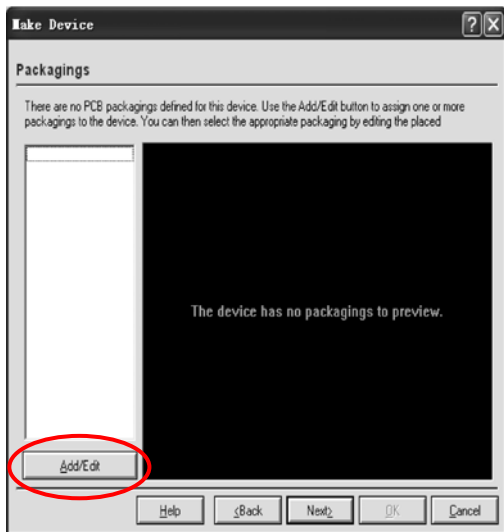 Make Device
Packagings
There are no PCB packagings defined for this device. Use the Add/Edit button to assign one or more
packagings to the device. You can then select the appropriate packaging by editing the placed
The device has no packagings to preview.
Add/Edit
Help <Back Next> OK Cancel